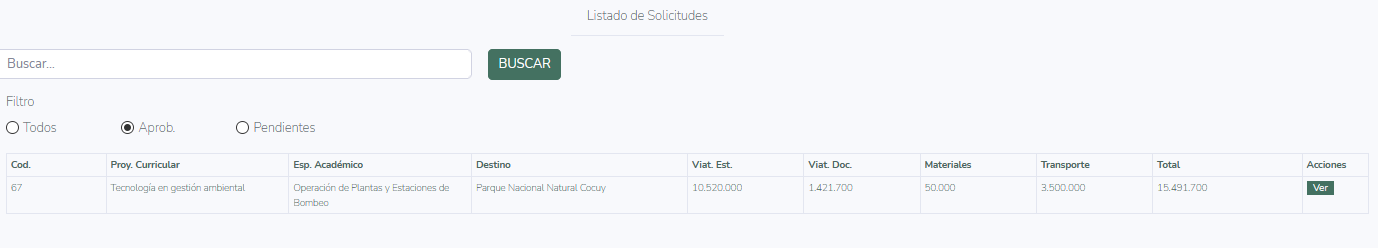 Listado de Solicitudes
Buscar...
BUSCAR
Filtro
Todos
Aprob.
Pendientes
Cod. Proy. Curricular Esp. Académico Destino Viat. Est. Viat. Doc. Materiales Transporte Total Acciones
67 Tecnología en gestión ambiental Operación de Plantas y Estaciones de Bombeo Parque Nacional Natural Cocuy 10.520.000 1.421.700 50.000 3.500.000 15.491.700 Ver